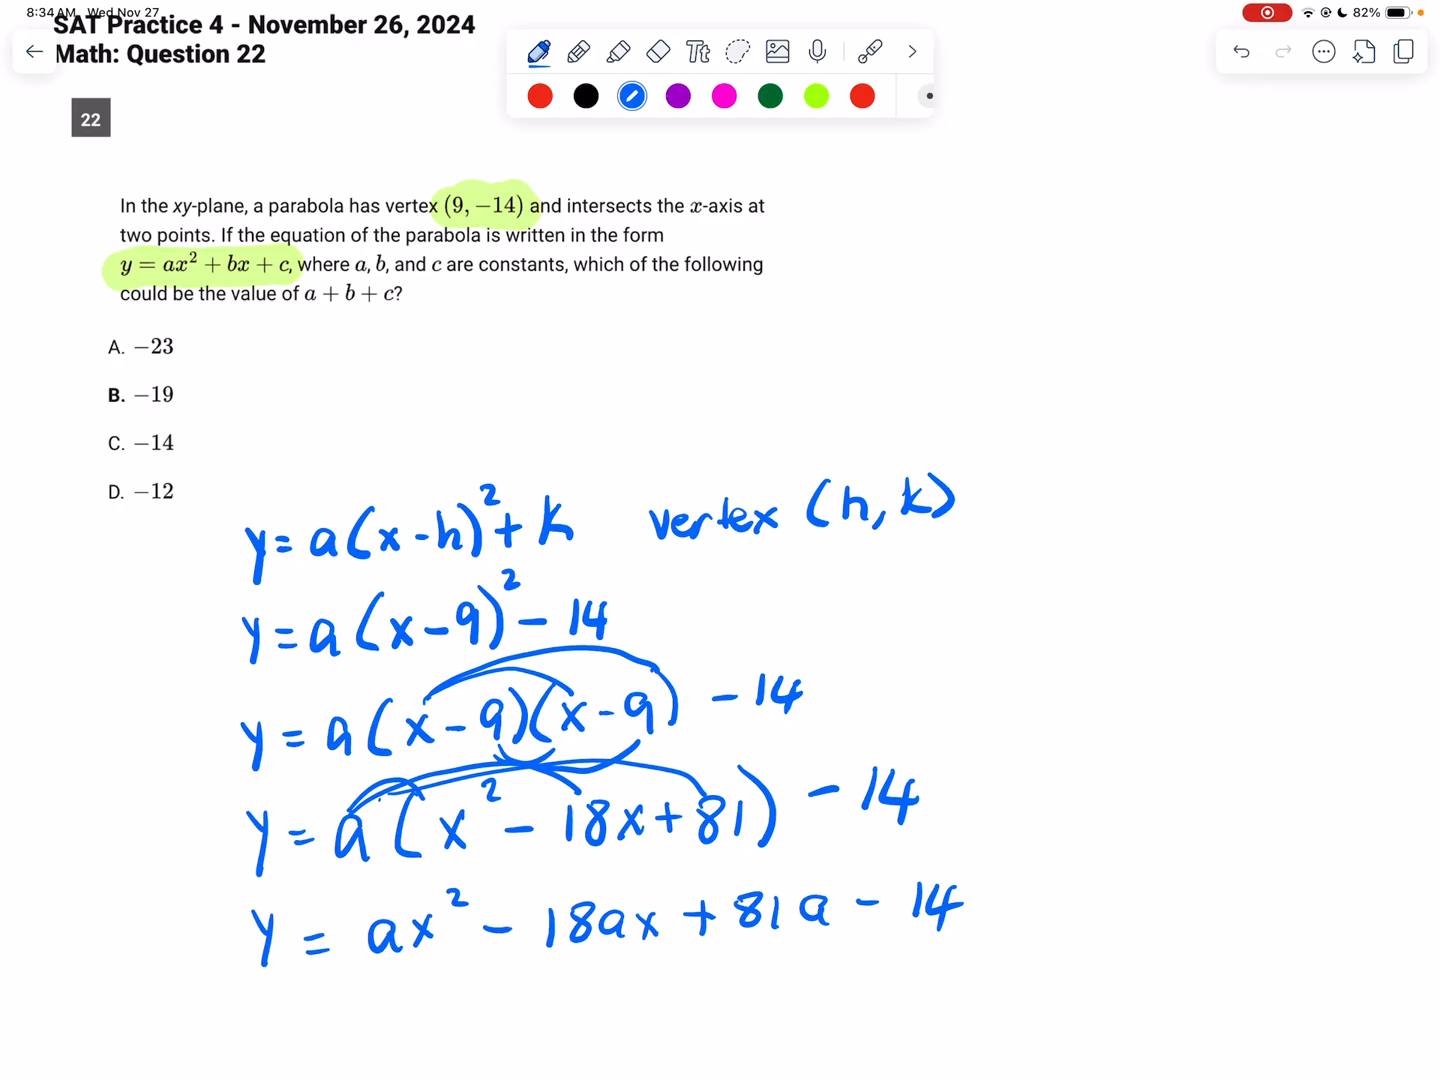 8:34 AM Wed Nov 27
82%
SAT Practice 4 - November 26, 2024
Math: Question 22
Tt
22
In the xy-plane, a parabola has vertex (9, −14) and intersects the x-axis at
two points. If the equation of the parabola is written in the form
y = ax² + bx + c, where a, b, and c are constants, which of the following
could be the value of a + b + c?
A. −23
B. −19
C. −14
D. −12
y = a(x - h)² + k vertex (h, k)
y = a(x - 9)² - 14
y = a(x - 9)(x - 9) - 14
y = a(x² - 18x + 81) - 14
y = ax² - 18ax + 81a - 14